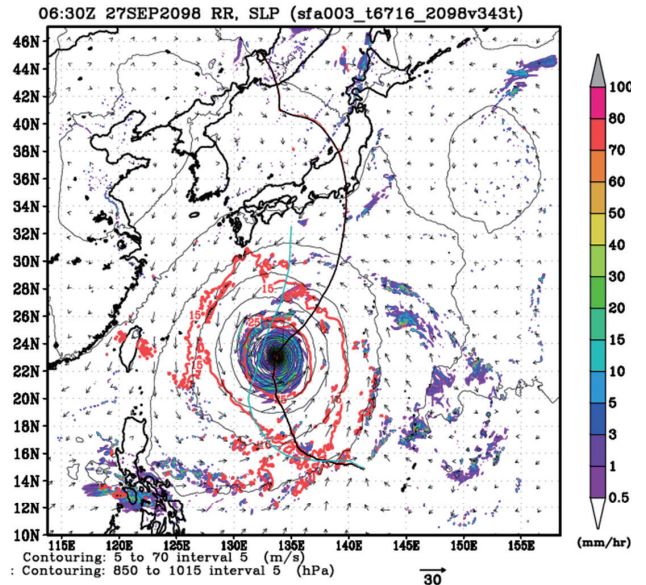 06:30Z 27SEP2098 RR, SLP (sfa003_t6716_2098v343t)
46N
44N
42N
40N
38N
36N
34N
32N
30N
28N
26N
24N
22N
20N
18N
16N
14N
12N
10N
115E 120E 125E 130E 135E 140E 145E 150E 155E
100
80
70
60
50
40
30
20
15
10
5
3
1
0.5
(mm/hr)
15
15
25
15
15
Contouring: 5 to 70 interval 5 (m/s)
: Contouring: 850 to 1015 interval 5 (hPa)
30